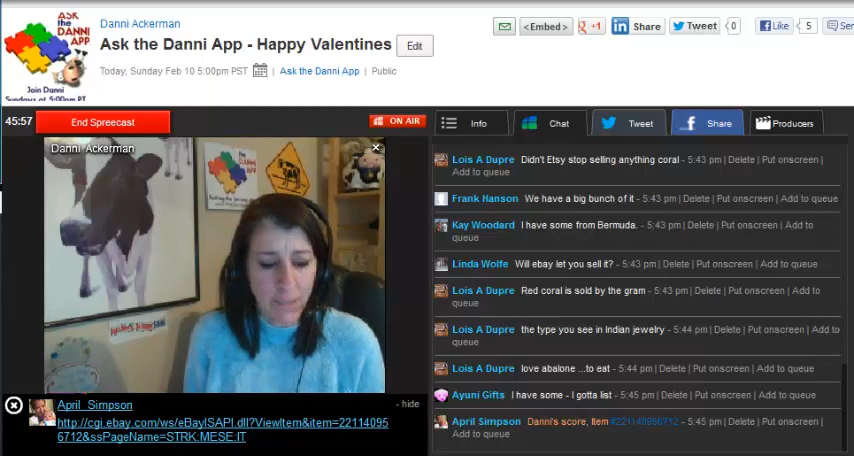 ASK
the
DANNI
APP
Join Danni
Sundays at 5:00pm PT
Danni Ackerman
Ask the Danni App - Happy Valentines
Edit
Today, Sunday Feb 10 5:00pm PST | Ask the Danni App | Public
<Embed>
+1
in Share
Tweet
0
Like
5
45:57
End Spreecast
ON AIR
Info
Chat
Tweet
Share
Producers
Danni Ackerman
Lois A Dupre Didn't Etsy stop selling anything coral - 5:43 pm | Delete | Put onscreen |
Add to queue
Frank Hanson We have a big bunch of it - 5:43 pm | Delete | Put onscreen | Add to queue
Kay Woodard I have some from Bermuda. - 5:43 pm | Delete | Put onscreen | Add to
queue
Linda Wolfe Will ebay let you sell it? - 5:43 pm | Delete | Put onscreen | Add to queue
Lois A Dupre Red coral is sold by the gram - 5:43 pm | Delete | Put onscreen | Add to
queue
Lois A Dupre the type you see in Indian jewelry - 5:44 pm | Delete | Put onscreen | Add to
queue
Lois A Dupre love abalone ...to eat - 5:44 pm | Delete | Put onscreen | Add to queue
Ayuni Gifts I have some - I gotta list - 5:45 pm | Delete | Put onscreen | Add to queue
April Simpson Danni's score, Item #221140956712 - 5:45 pm | Delete | Put onscreen |
Add to queue
April Simpson
- hide
http://cgi.ebay.com/ws/eBayISAPI.dll?ViewItem&item=22114095
6712&ssPageName=STRK:MESE:IT